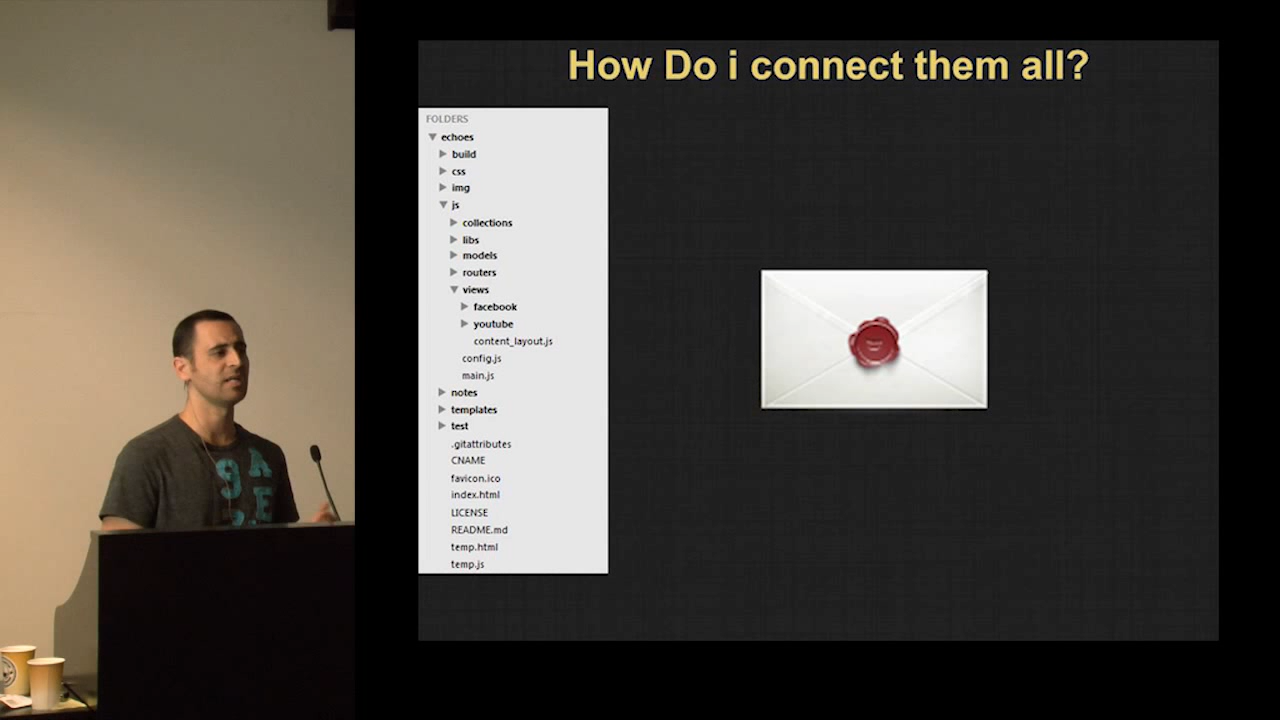 How Do i connect them all?
FOLDERS
echoes
build
css
img
js
collections
libs
models
routers
views
facebook
youtube
content_layout.js
config.js
main.js
notes
templates
test
.gitattributes
CNAME
favicon.ico
index.html
LICENSE
README.md
temp.html
temp.js
9 A
E